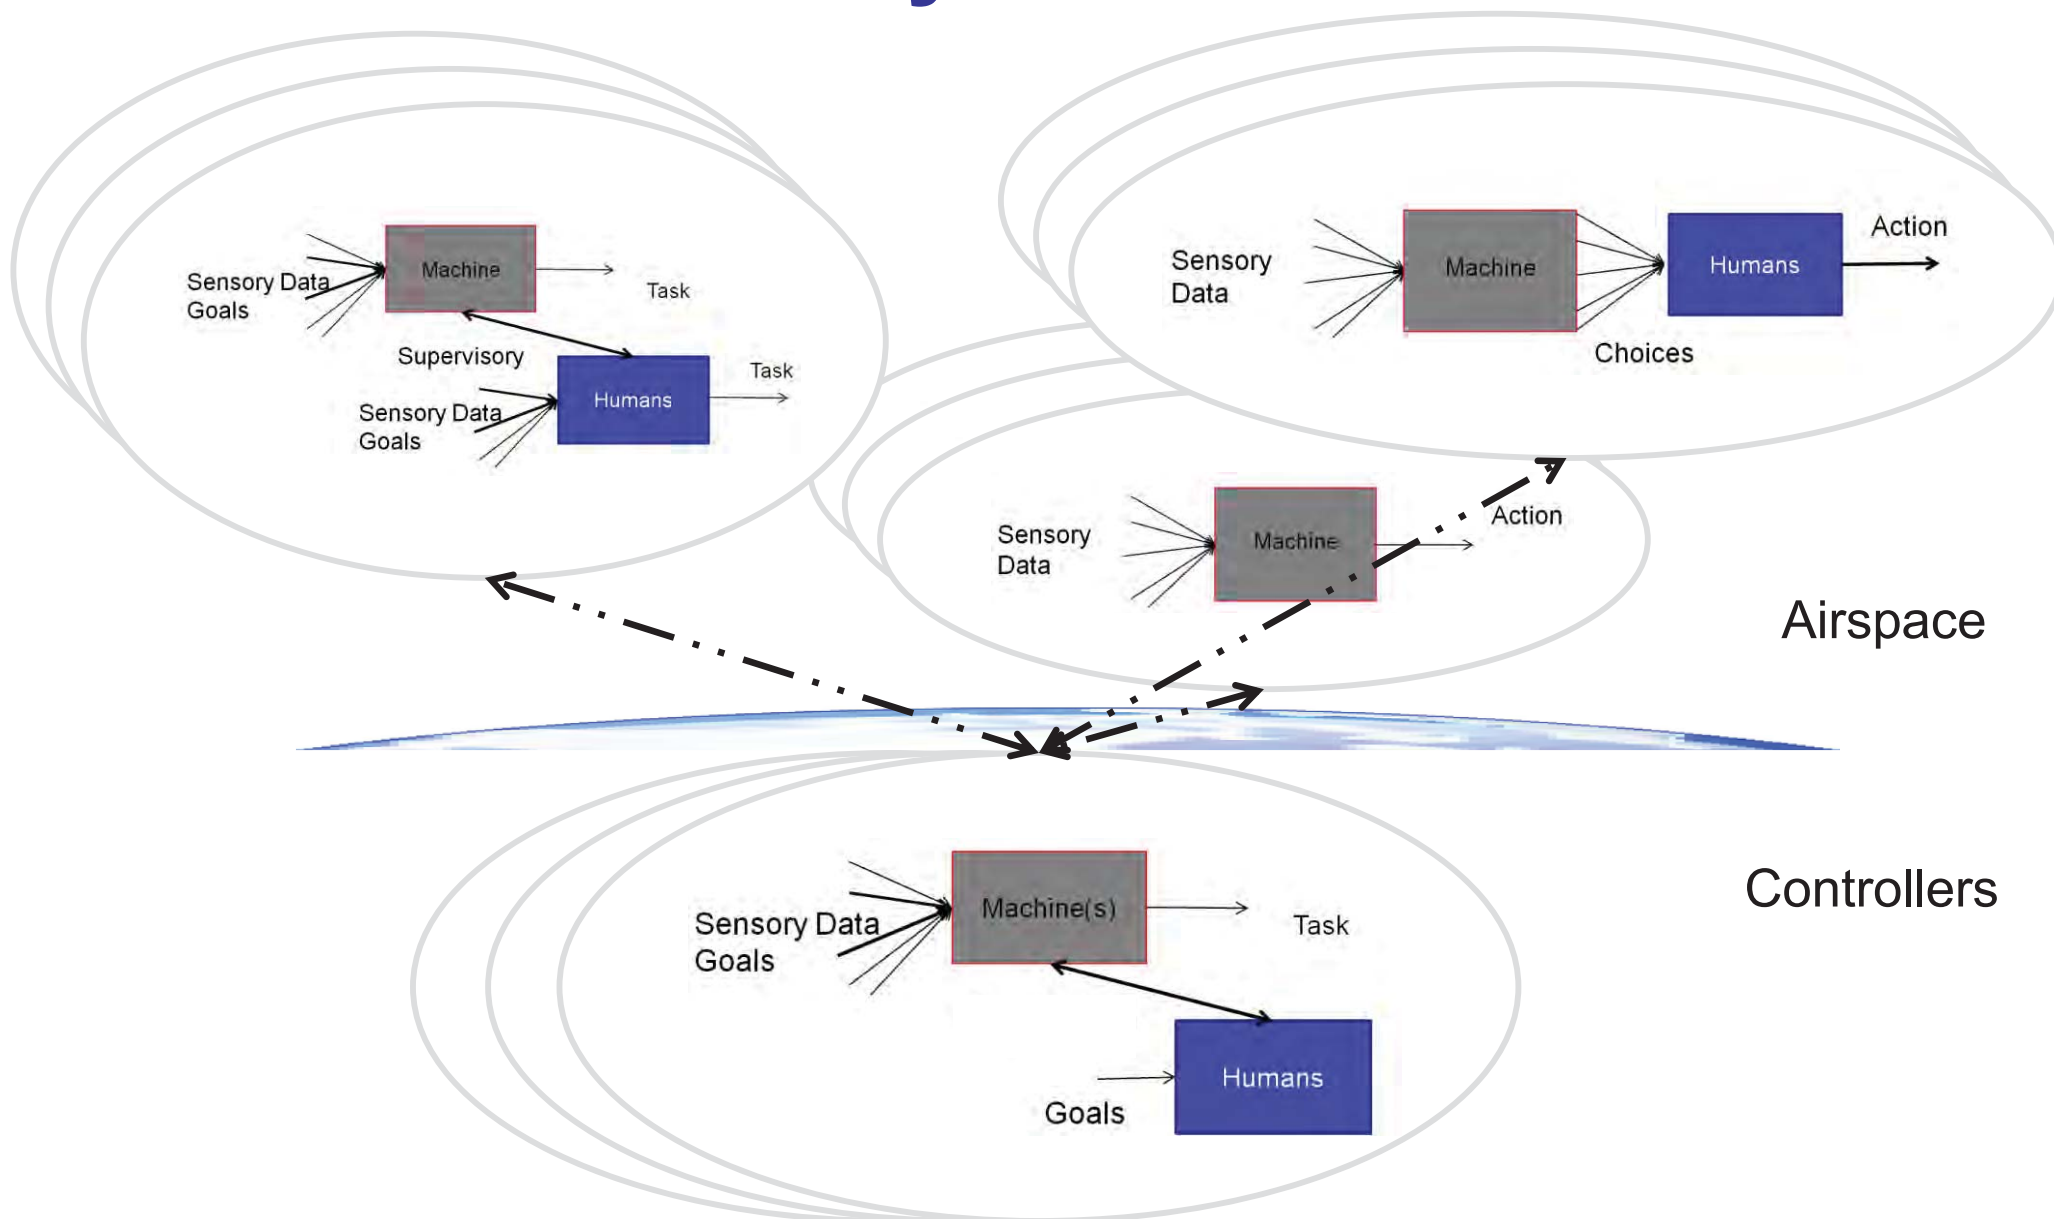 Machine
Sensory Data
Goals
Task
Supervisory
Humans
Task
Sensory Data
Goals
Sensory
Data
Machine
Humans
Action
Choices
Sensory
Data
Machine
Action
Airspace
Controllers
Machine(s)
Sensory Data
Goals
Task
Humans
Goals